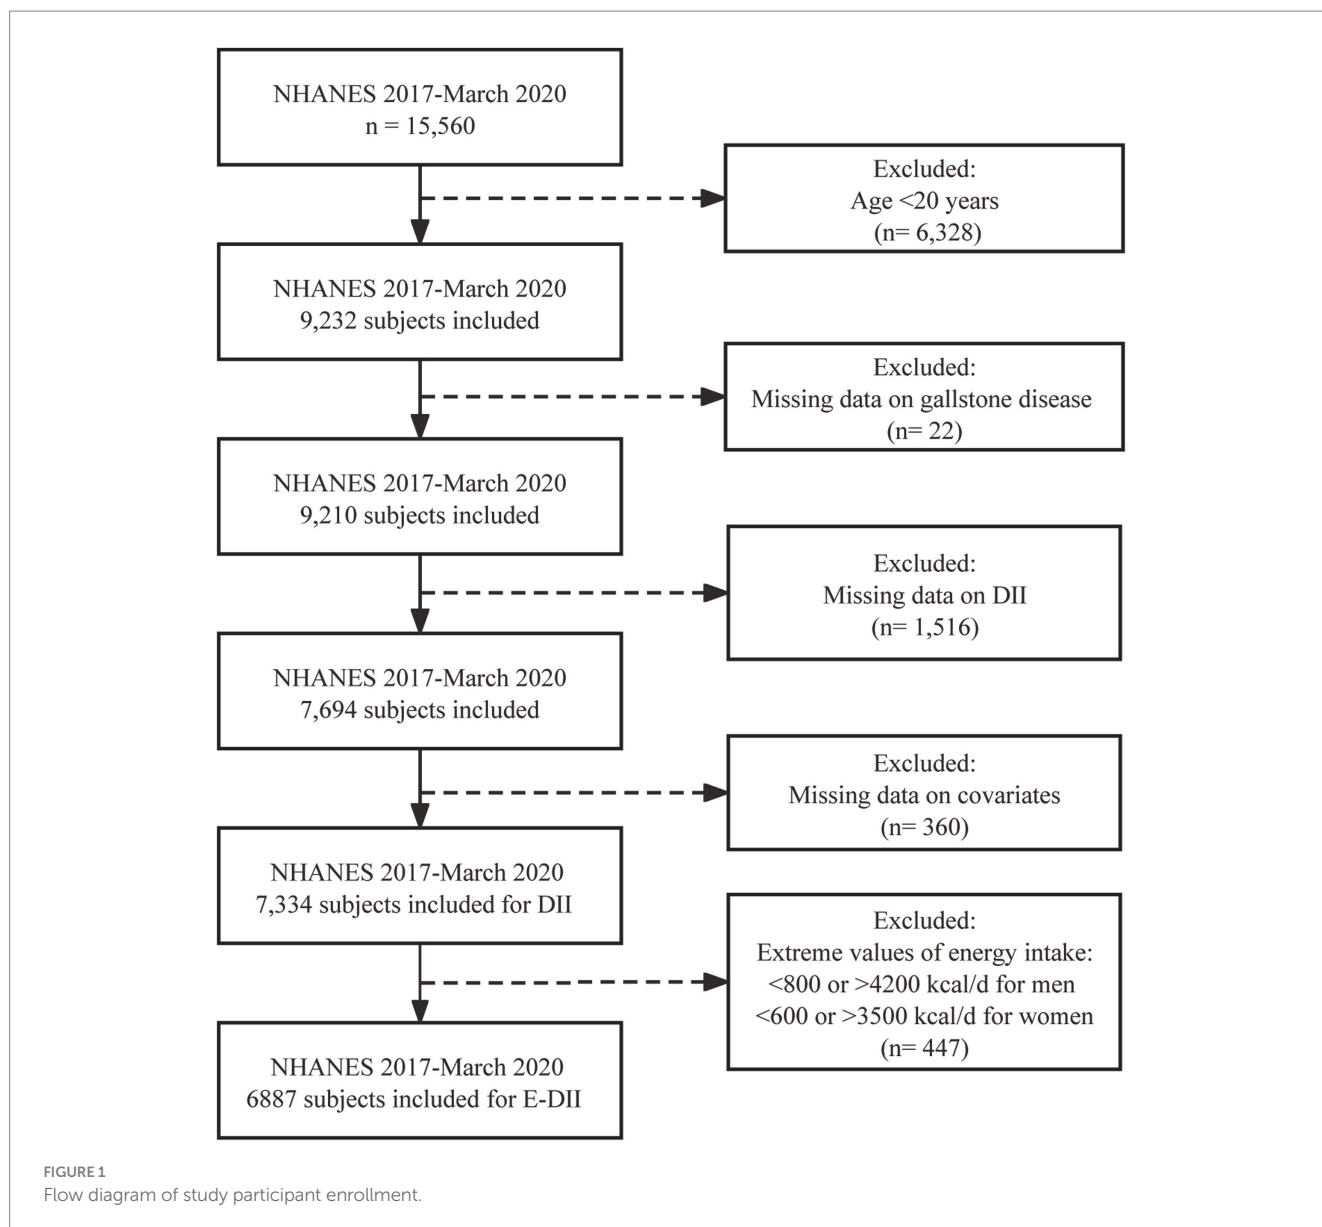 NHANES 2017-March 2020
n = 15,560
Excluded:
Age <20 years
(n= 6,328)
NHANES 2017-March 2020
9,232 subjects included
Excluded:
Missing data on gallstone disease
(n= 22)
NHANES 2017-March 2020
9,210 subjects included
Excluded:
Missing data on DII
(n= 1,516)
NHANES 2017-March 2020
7,694 subjects included
Excluded:
Missing data on covariates
(n= 360)
NHANES 2017-March 2020
7,334 subjects included for DII
Excluded:
Extreme values of energy intake:
<800 or >4200 kcal/d for men
<600 or >3500 kcal/d for women
(n= 447)
NHANES 2017-March 2020
6887 subjects included for E-DII
FIGURE 1
Flow diagram of study participant enrollment.